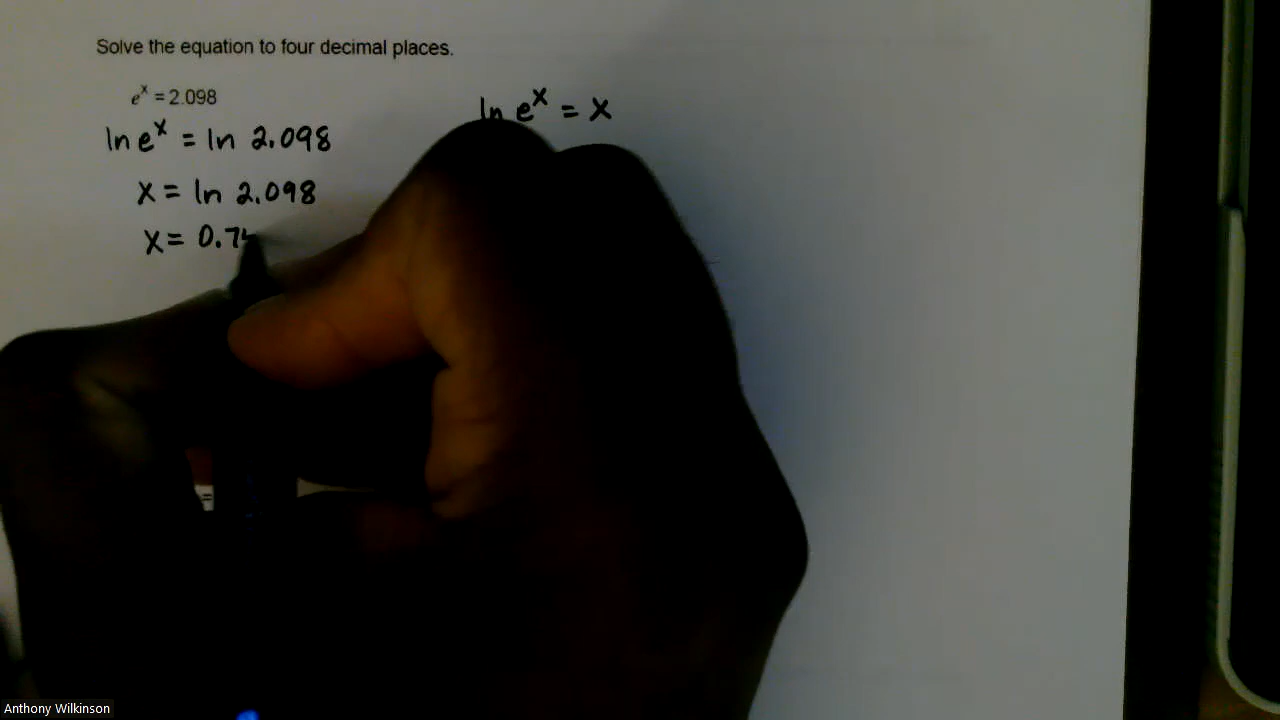 Solve the equation to four decimal places.
e^x = 2.098
ln e^x = x
ln e^x = ln 2.098
x = ln 2.098
x = 0.74
=
Anthony Wilkinson